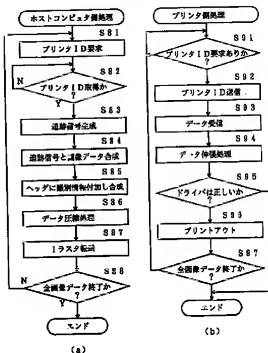 ホストコンピュータ側処理
S81
プリンタID要求
S82
N
プリンタID取得か
?
Y
S83
追跡信号生成
S84
追跡信号と画像データ合成
S85
ヘッダに識別情報付加し合成
S86
データ圧縮処理
S87
1ラスタ転送
S88
N
全画像データ終了か
?
Y
エンド
(a)
プリンタ側処理
S91
プリンタID要求ありか
?
S92
プリンタID送信
S93
データ受信
S94
データ伸張処理
S95
ドライバは正しいか
?
S96
プリントアウト
S97
全画像データ終了か
?
エンド
(b)